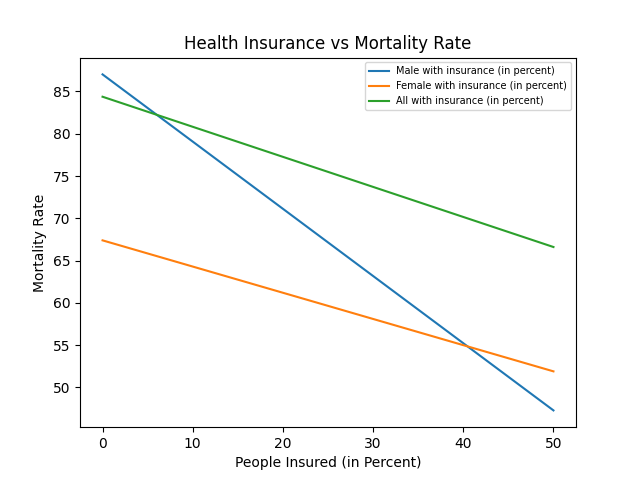 Health Insurance vs Mortality Rate
Male with insurance (in percent)
Female with insurance (in percent)
All with insurance (in percent)
Mortality Rate
85
80
75
70
65
60
55
50
0 10 20 30 40 50
People Insured (in Percent)